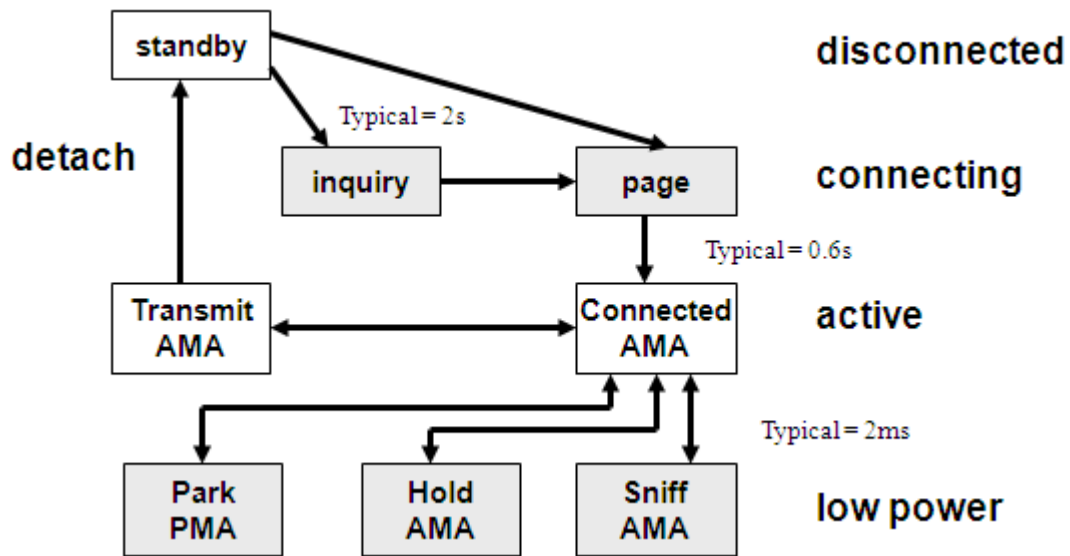 standby
disconnected
Typical = 2s
detach
inquiry
page
connecting
Typical = 0.6s
Transmit
AMA
Connected
AMA
active
Typical = 2ms
Park
PMA
Hold
AMA
Sniff
AMA
low power